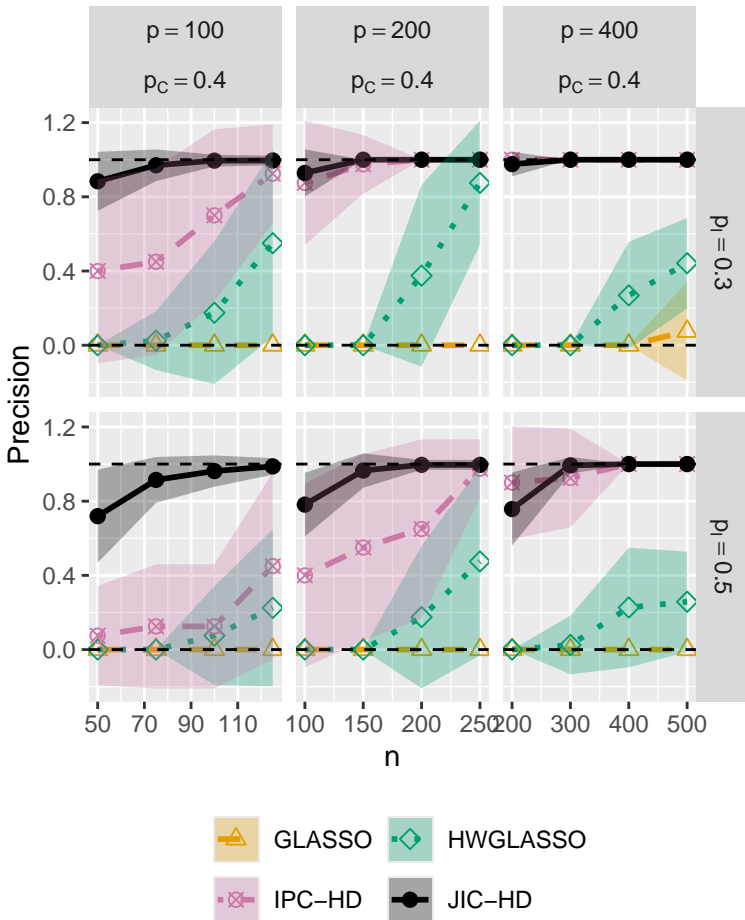 p = 100 p = 200 p = 400
p_C = 0.4 p_C = 0.4 p_C = 0.4
1.2
0.8
0.4
0.0
p_I = 0.3
Precision
1.2
0.8
0.4
0.0
p_I = 0.5
50 70 90 110 100 150 200 250 200 300 400 500
n
GLASSO HWGLASSO
IPC−HD JIC−HD